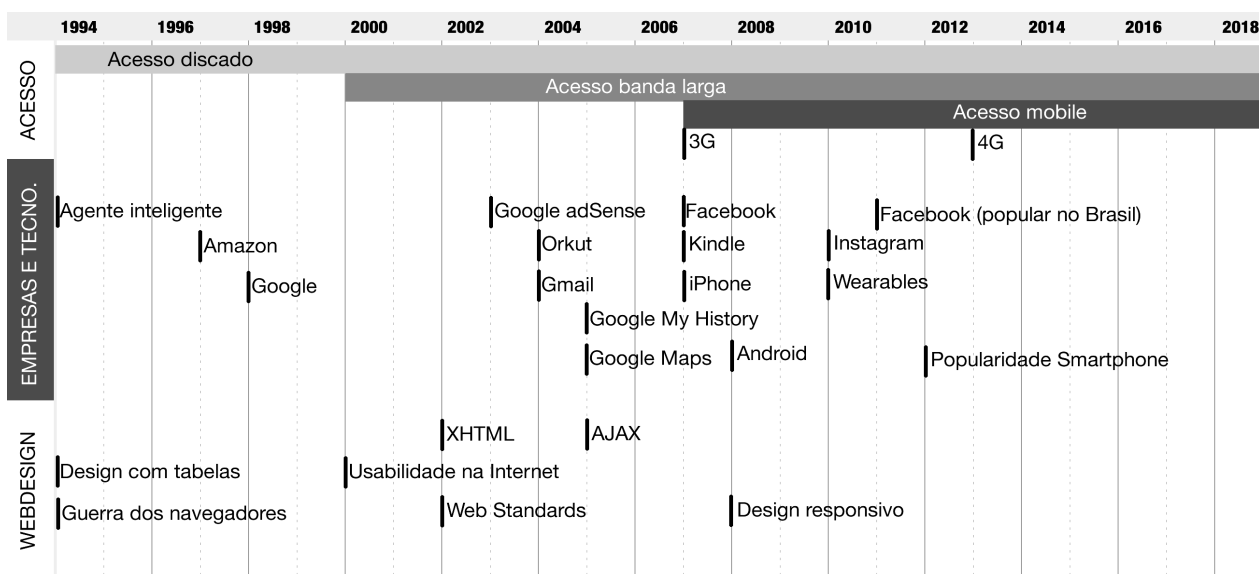 1994 1996 1998 2000 2002 2004 2006 2008 2010 2012 2014 2016 2018
ACESSO
Acesso discado
Acesso banda larga
Acesso mobile
3G 4G
EMPRESAS E TECNO.
Agente inteligente Google adSense Facebook Facebook (popular no Brasil)
Amazon Orkut Kindle Instagram
Google Gmail iPhone Wearables
Google My History
Google Maps Android Popularidade Smartphone
WEBDESIGN
XHTML AJAX
Design com tabelas Usabilidade na Internet
Guerra dos navegadores Web Standards Design responsivo